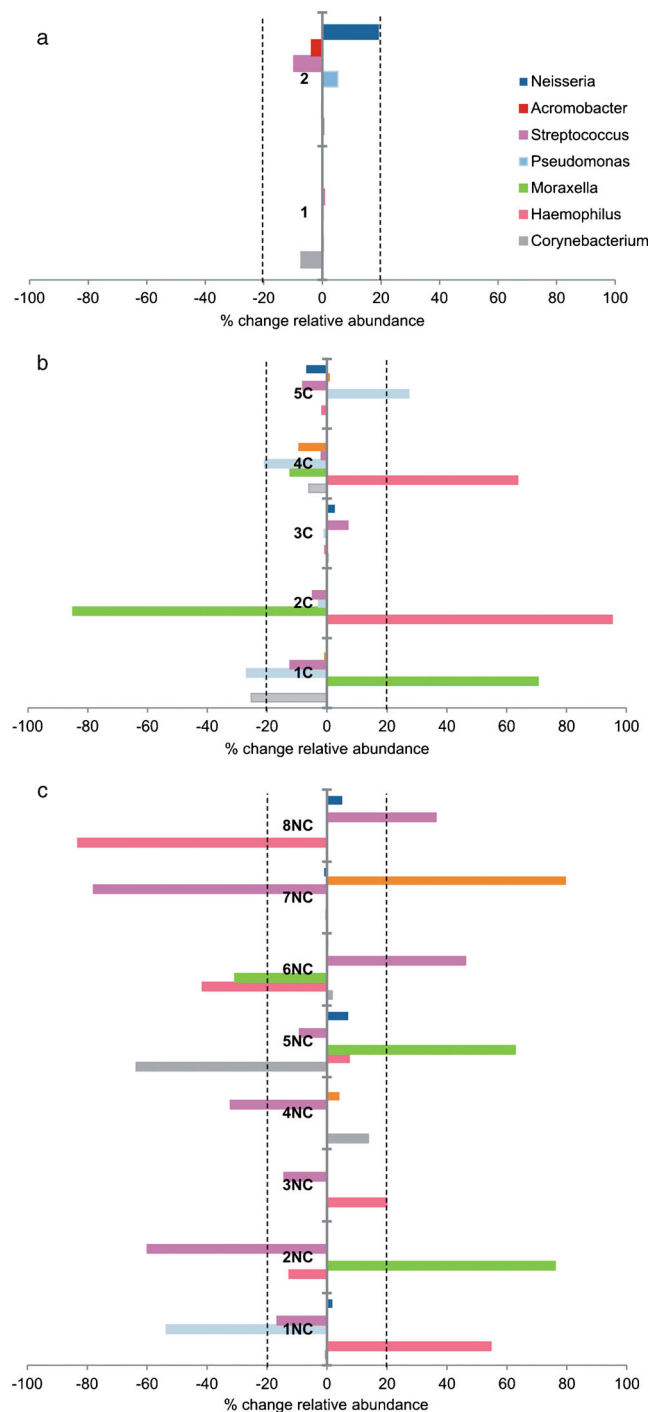 a
2
1
Neisseria
Acromobacter
Streptococcus
Pseudomonas
Moraxella
Haemophilus
Corynebacterium
-100 -80 -60 -40 -20 0 20 40 60 80 100
% change relative abundance
b
5C
4C
3C
2C
1C
-100 -80 -60 -40 -20 0 20 40 60 80 100
% change relative abundance
c
8NC
7NC
6NC
5NC
4NC
3NC
2NC
1NC
-100 -80 -60 -40 -20 0 20 40 60 80 100
% change relative abundance